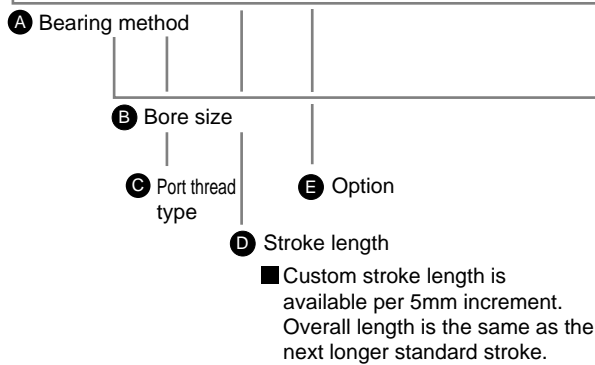 A Bearing method
B Bore size
C Port thread
type
E Option
D Stroke length
■ Custom stroke length is
available per 5mm increment.
Overall length is the same as the
next longer standard stroke.